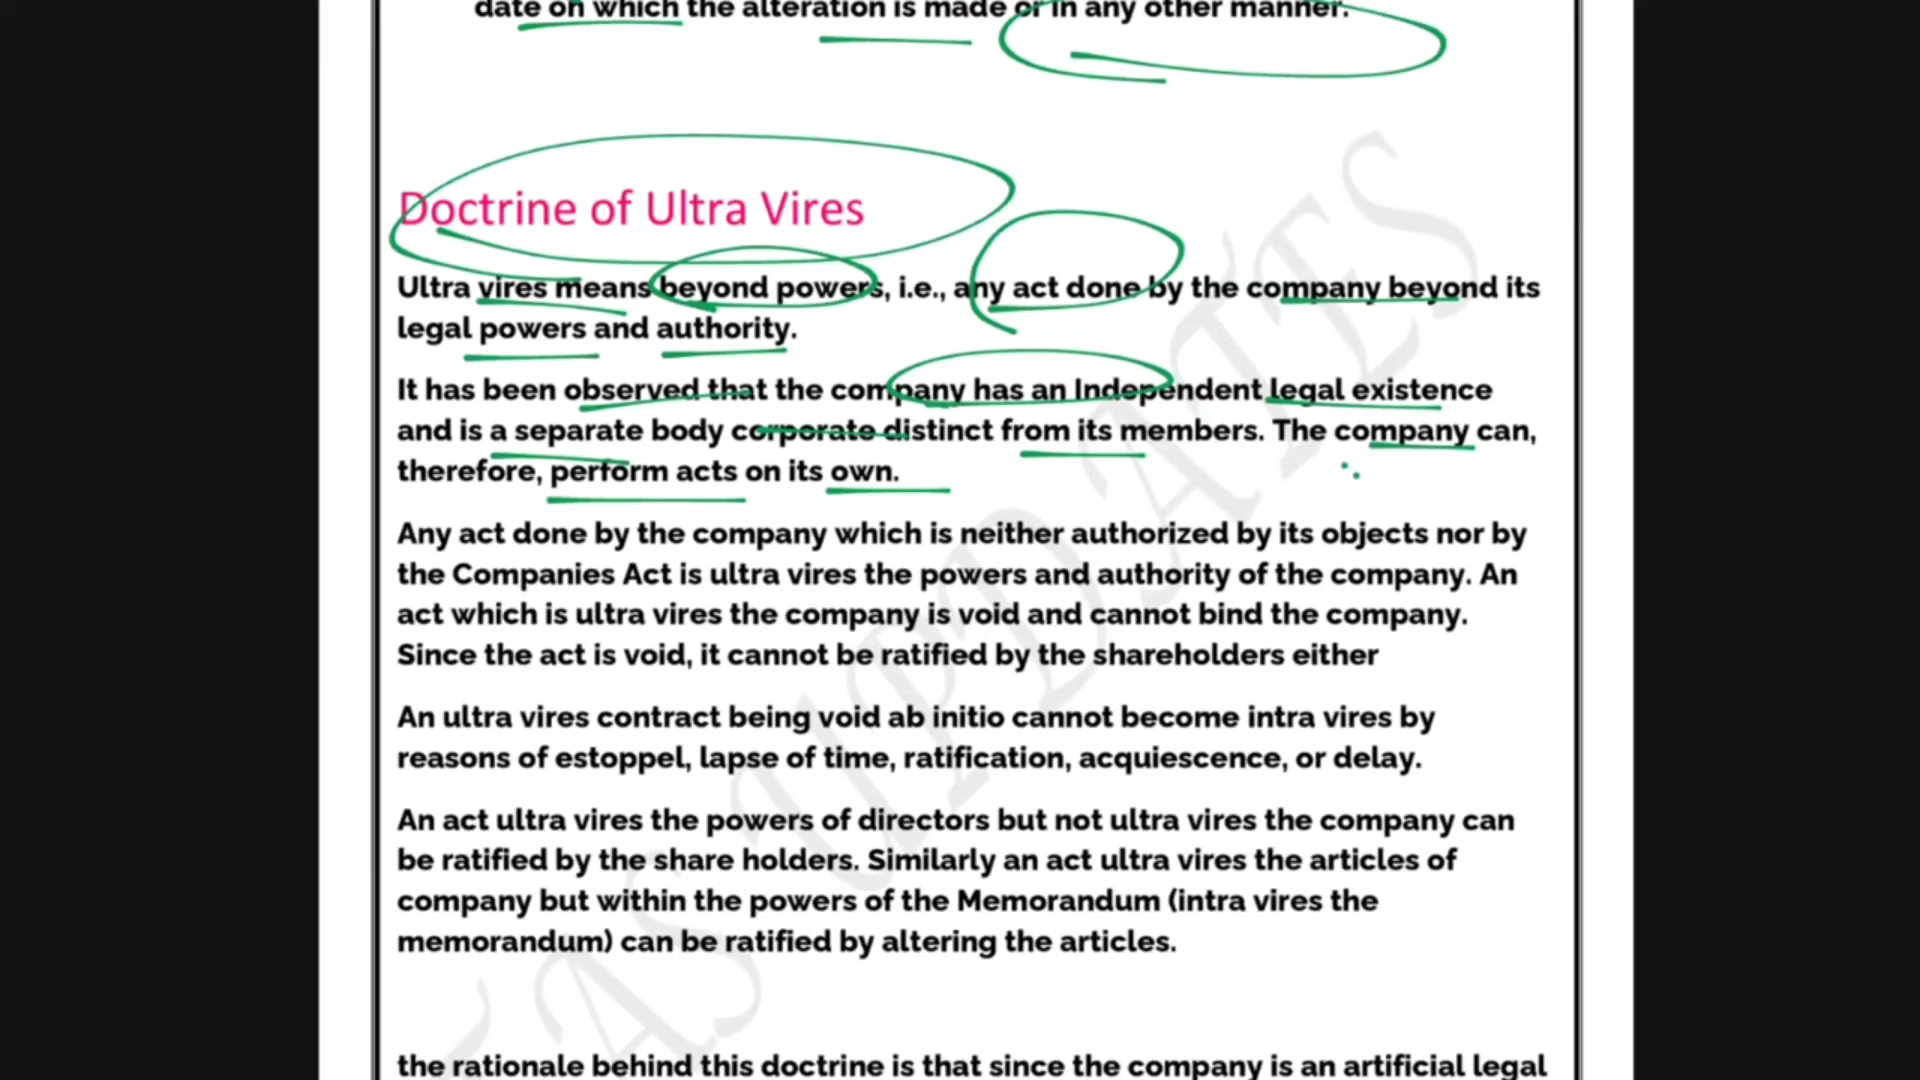 date on which the alteration is made or in any other manner.
Doctrine of Ultra Vires
Ultra vires means beyond powers, i.e., any act done by the company beyond its
legal powers and authority.
It has been observed that the company has an Independent legal existence
and is a separate body corporate distinct from its members. The company can,
therefore, perform acts on its own.
Any act done by the company which is neither authorized by its objects nor by
the Companies Act is ultra vires the powers and authority of the company. An
act which is ultra vires the company is void and cannot bind the company.
Since the act is void, it cannot be ratified by the shareholders either
An ultra vires contract being void ab initio cannot become intra vires by
reasons of estoppel, lapse of time, ratification, acquiescence, or delay.
An act ultra vires the powers of directors but not ultra vires the company can
be ratified by the share holders. Similarly an act ultra vires the articles of
company but within the powers of the Memorandum (intra vires the
memorandum) can be ratified by altering the articles.
the rationale behind this doctrine is that since the company is an artificial legal
AS UPDATES